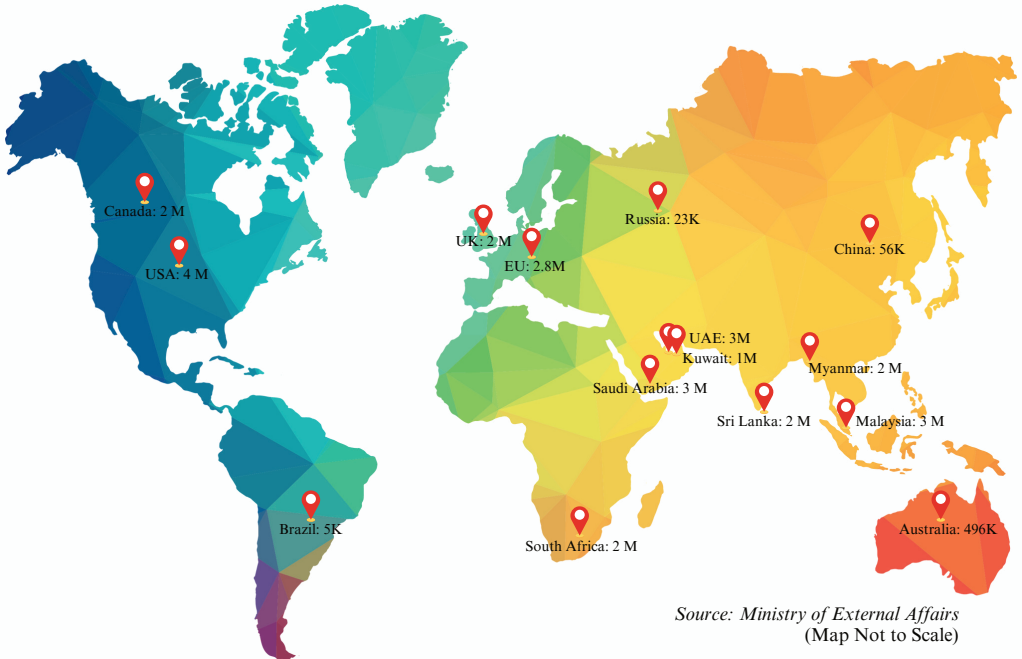 Canada: 2 M
USA: 4 M
UK: 2 M
EU: 2.8M
Russia: 23K
China: 56K
UAE: 3M
Kuwait: 1M
Saudi Arabia: 3 M
Myanmar: 2 M
Sri Lanka: 2 M
Malaysia: 3 M
Brazil: 5K
South Africa: 2 M
Australia: 496K
Source: Ministry of External Affairs
(Map Not to Scale)